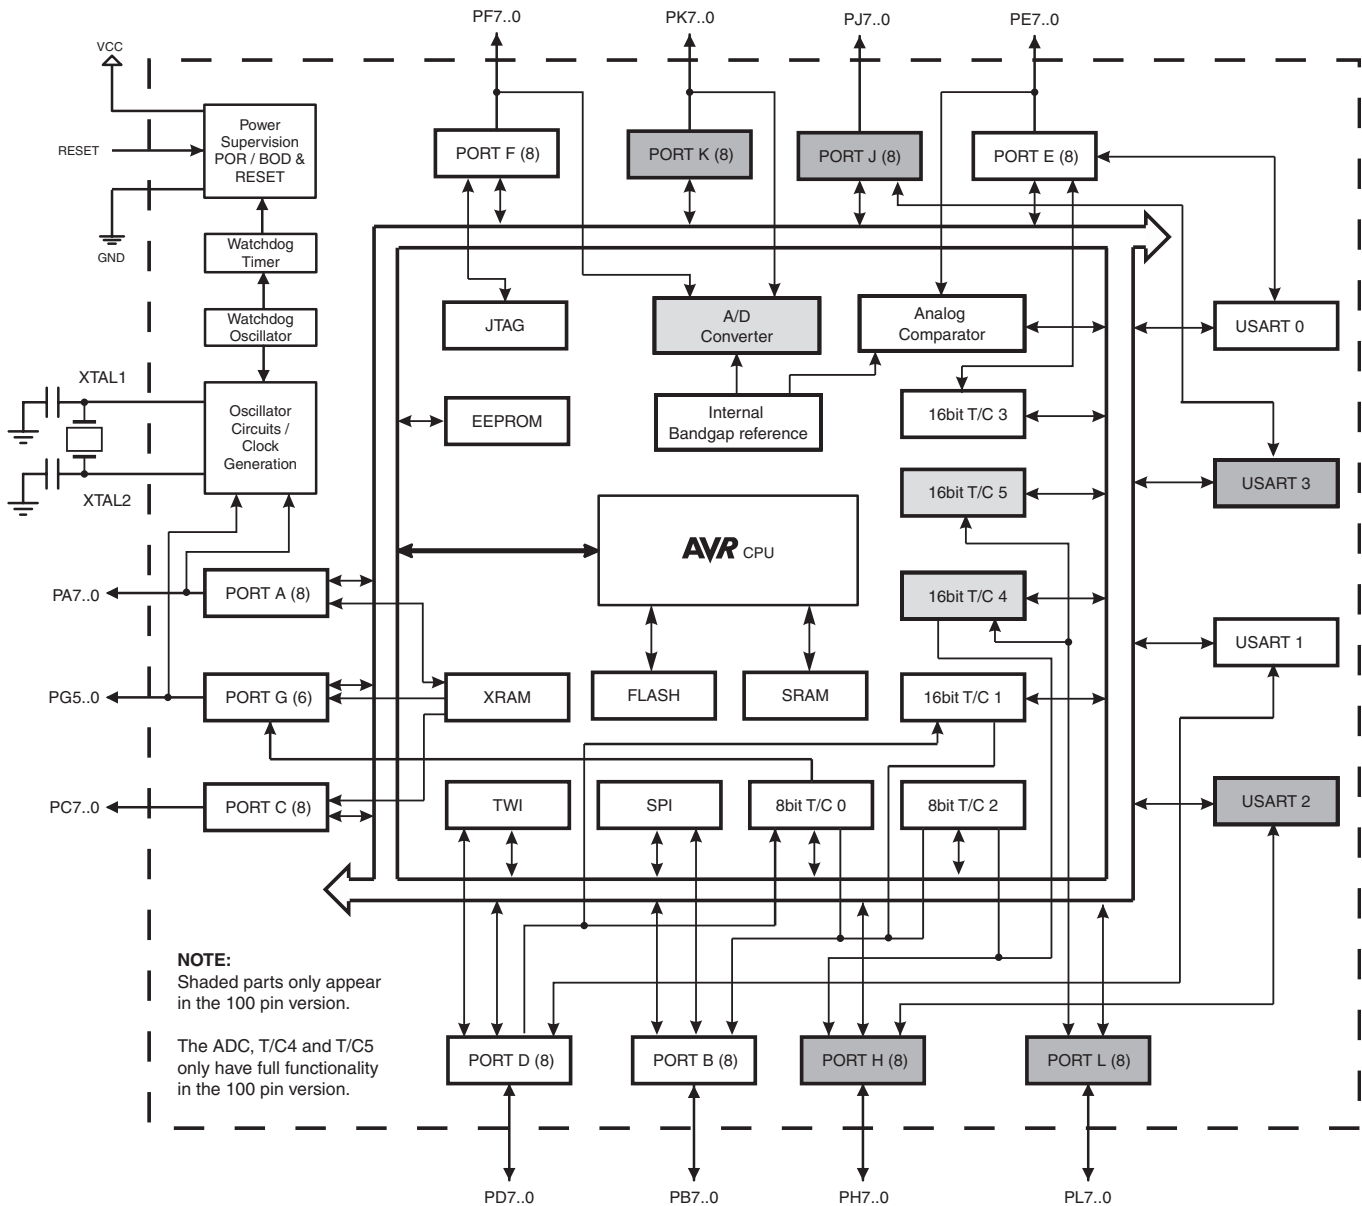 PF7..0
PK7..0
PJ7..0
PE7..0
VCC
RESET
GND
Power
Supervision
POR / BOD &
RESET
PORT F (8)
PORT K (8)
PORT J (8)
PORT E (8)
Watchdog
Timer
Watchdog
Oscillator
JTAG
A/D
Converter
Analog
Comparator
USART 0
XTAL1
XTAL2
Oscillator
Circuits /
Clock
Generation
EEPROM
Internal
Bandgap reference
16bit T/C 3
16bit T/C 5
USART 3
AVR CPU
PA7..0
PORT A (8)
16bit T/C 4
USART 1
PG5..0
PORT G (6)
XRAM
FLASH
SRAM
16bit T/C 1
PC7..0
PORT C (8)
TWI
SPI
8bit T/C 0
8bit T/C 2
USART 2
NOTE:
Shaded parts only appear
in the 100 pin version.
The ADC, T/C4 and T/C5
only have full functionality
in the 100 pin version.
PORT D (8)
PORT B (8)
PORT H (8)
PORT L (8)
PD7..0
PB7..0
PH7..0
PL7..0